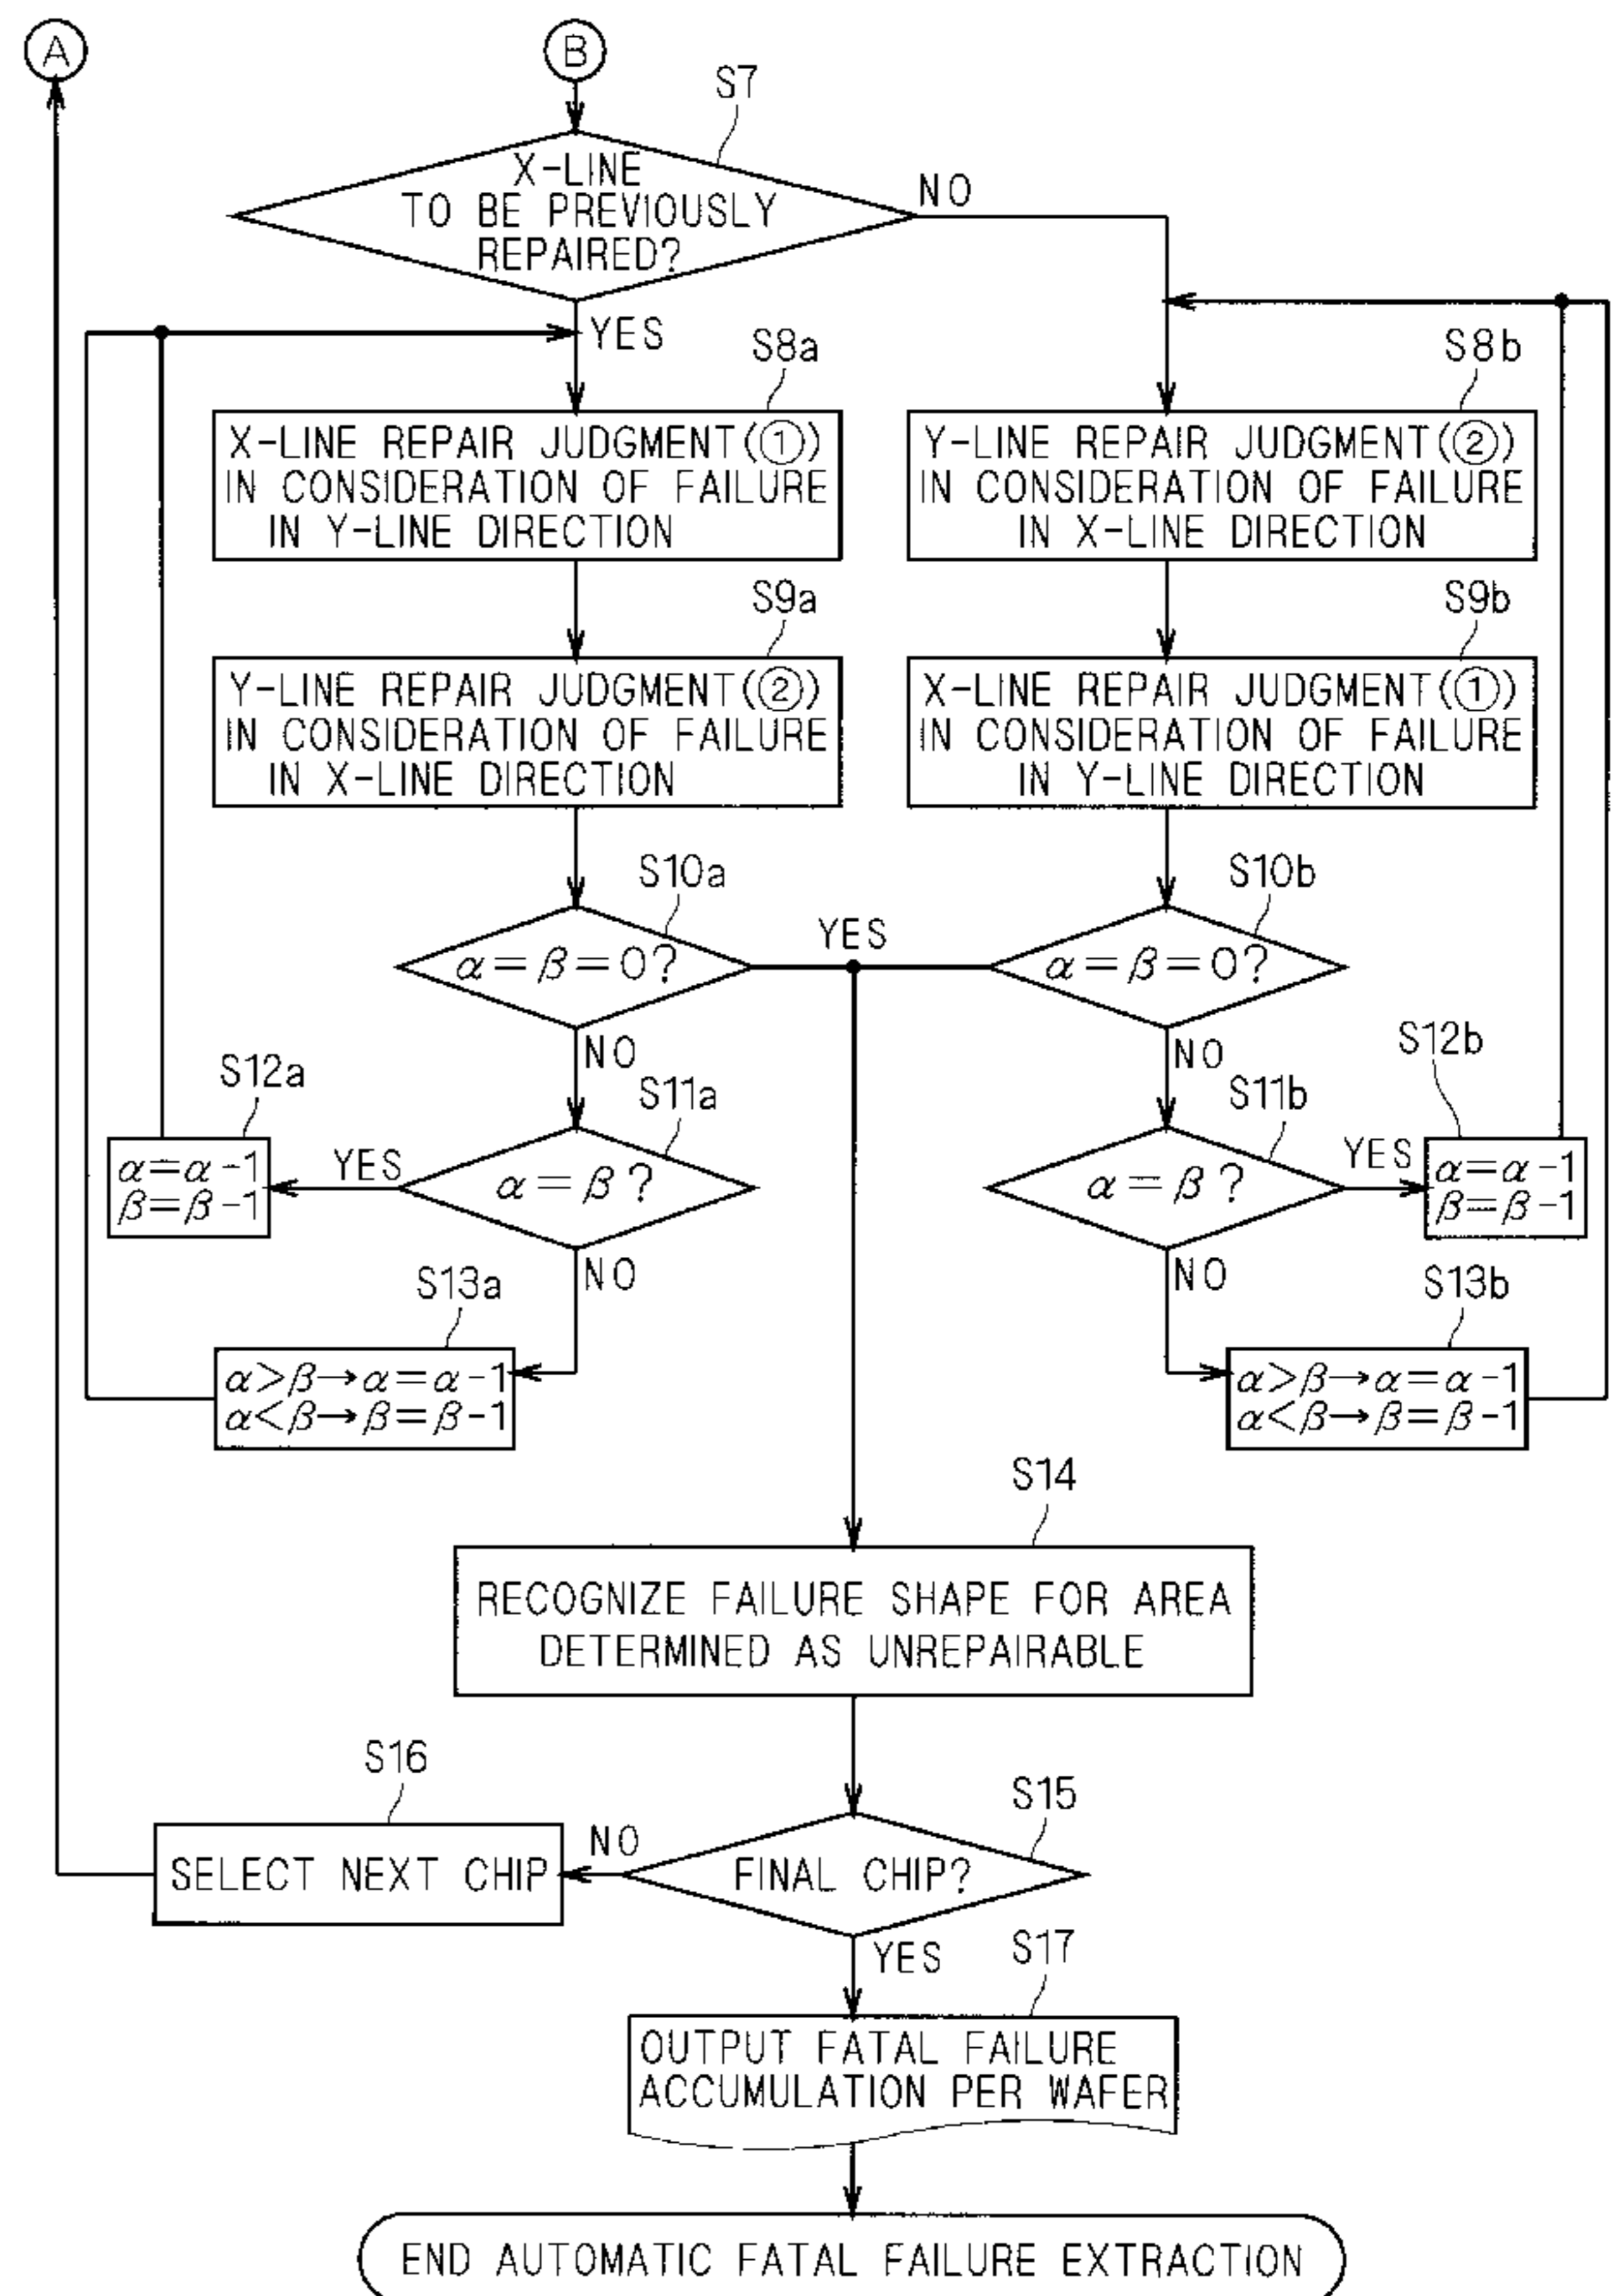 A
B
S7
X-LINE
TO BE PREVIOUSLY
REPAIRED?
NO
YES
S8a
X-LINE REPAIR JUDGMENT(①)
IN CONSIDERATION OF FAILURE
IN Y-LINE DIRECTION
S8b
Y-LINE REPAIR JUDGMENT(②)
IN CONSIDERATION OF FAILURE
IN X-LINE DIRECTION
S9a
Y-LINE REPAIR JUDGMENT(②)
IN CONSIDERATION OF FAILURE
IN X-LINE DIRECTION
S9b
X-LINE REPAIR JUDGMENT(①)
IN CONSIDERATION OF FAILURE
IN Y-LINE DIRECTION
S10a
α=β=0?
YES
S10b
α=β=0?
NO
NO
S11a
α=β?
YES
S12a
α=α-1
β=β-1
S11b
α=β?
YES
S12b
α=α-1
β=β-1
NO
NO
S13a
α>β→α=α-1
α<β→β=β-1
S13b
α>β→α=α-1
α<β→β=β-1
S14
RECOGNIZE FAILURE SHAPE FOR AREA
DETERMINED AS UNREPAIRABLE
S15
FINAL CHIP?
NO
S16
SELECT NEXT CHIP
YES
S17
OUTPUT FATAL FAILURE
ACCUMULATION PER WAFER
END AUTOMATIC FATAL FAILURE EXTRACTION